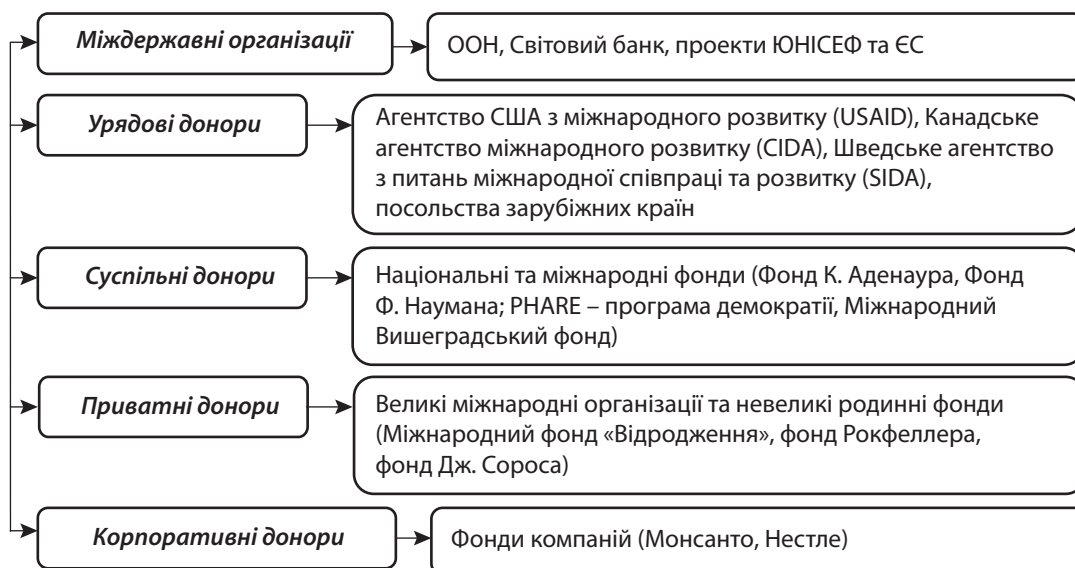 Міждержавні організації
ООН, Світовий банк, проекти ЮНІСЕФ та ЄС
Урядові донори
Агентство США з міжнародного розвитку (USAID), Канадське
агентство міжнародного розвитку (CIDA), Шведське агентство
з питань міжнародної співпраці та розвитку (SIDA),
посольства зарубіжних країн
Суспільні донори
Національні та міжнародні фонди (Фонд К. Аденаура, Фонд
Ф. Наумана; PHARE – програма демократії, Міжнародний
Вишеградський фонд)
Приватні донори
Великі міжнародні організації та невеликі родинні фонди
(Міжнародний фонд «Відродження», фонд Рокфеллера,
фонд Дж. Сороса)
Корпоративні донори
Фонди компаній (Монсанто, Нестле)